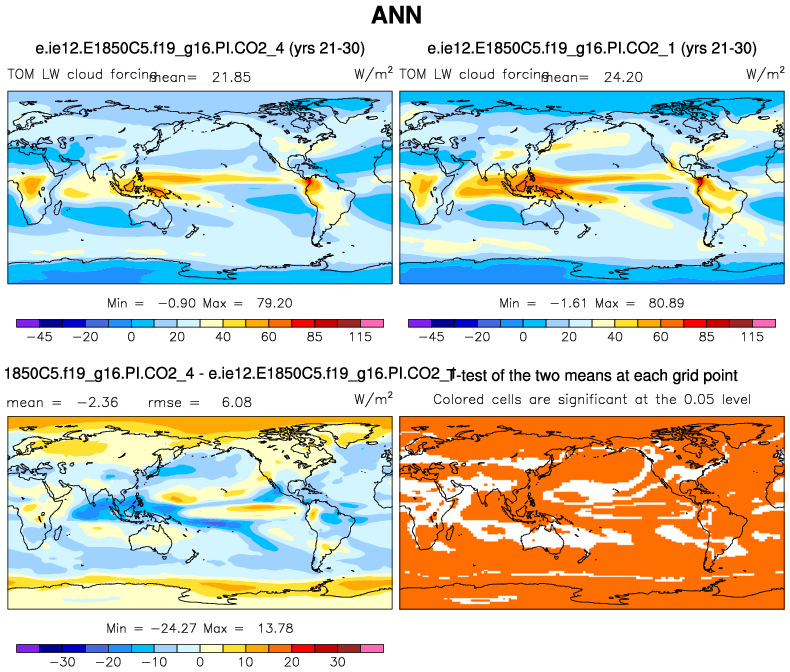 ANN
e.ie12.E1850C5.f19_g16.PI.CO2_4 (yrs 21-30)
TOM LW cloud forcing mean= 21.85 W/m²
Min = −0.90 Max = 79.20
−45 −20 0 20 40 60 85 115
e.ie12.E1850C5.f19_g16.PI.CO2_1 (yrs 21-30)
TOM LW cloud forcing mean= 24.20 W/m²
Min = −1.61 Max = 80.89
−45 −20 0 20 40 60 85 115
1850C5.f19_g16.PI.CO2_4 - e.ie12.E1850C5.f19_g16.PI.CO2_
mean = −2.36 rmse = 6.08 W/m²
Min = −24.27 Max = 13.78
−30 −20 −10 0 10 20 30
T-test of the two means at each grid point
Colored cells are significant at the 0.05 level